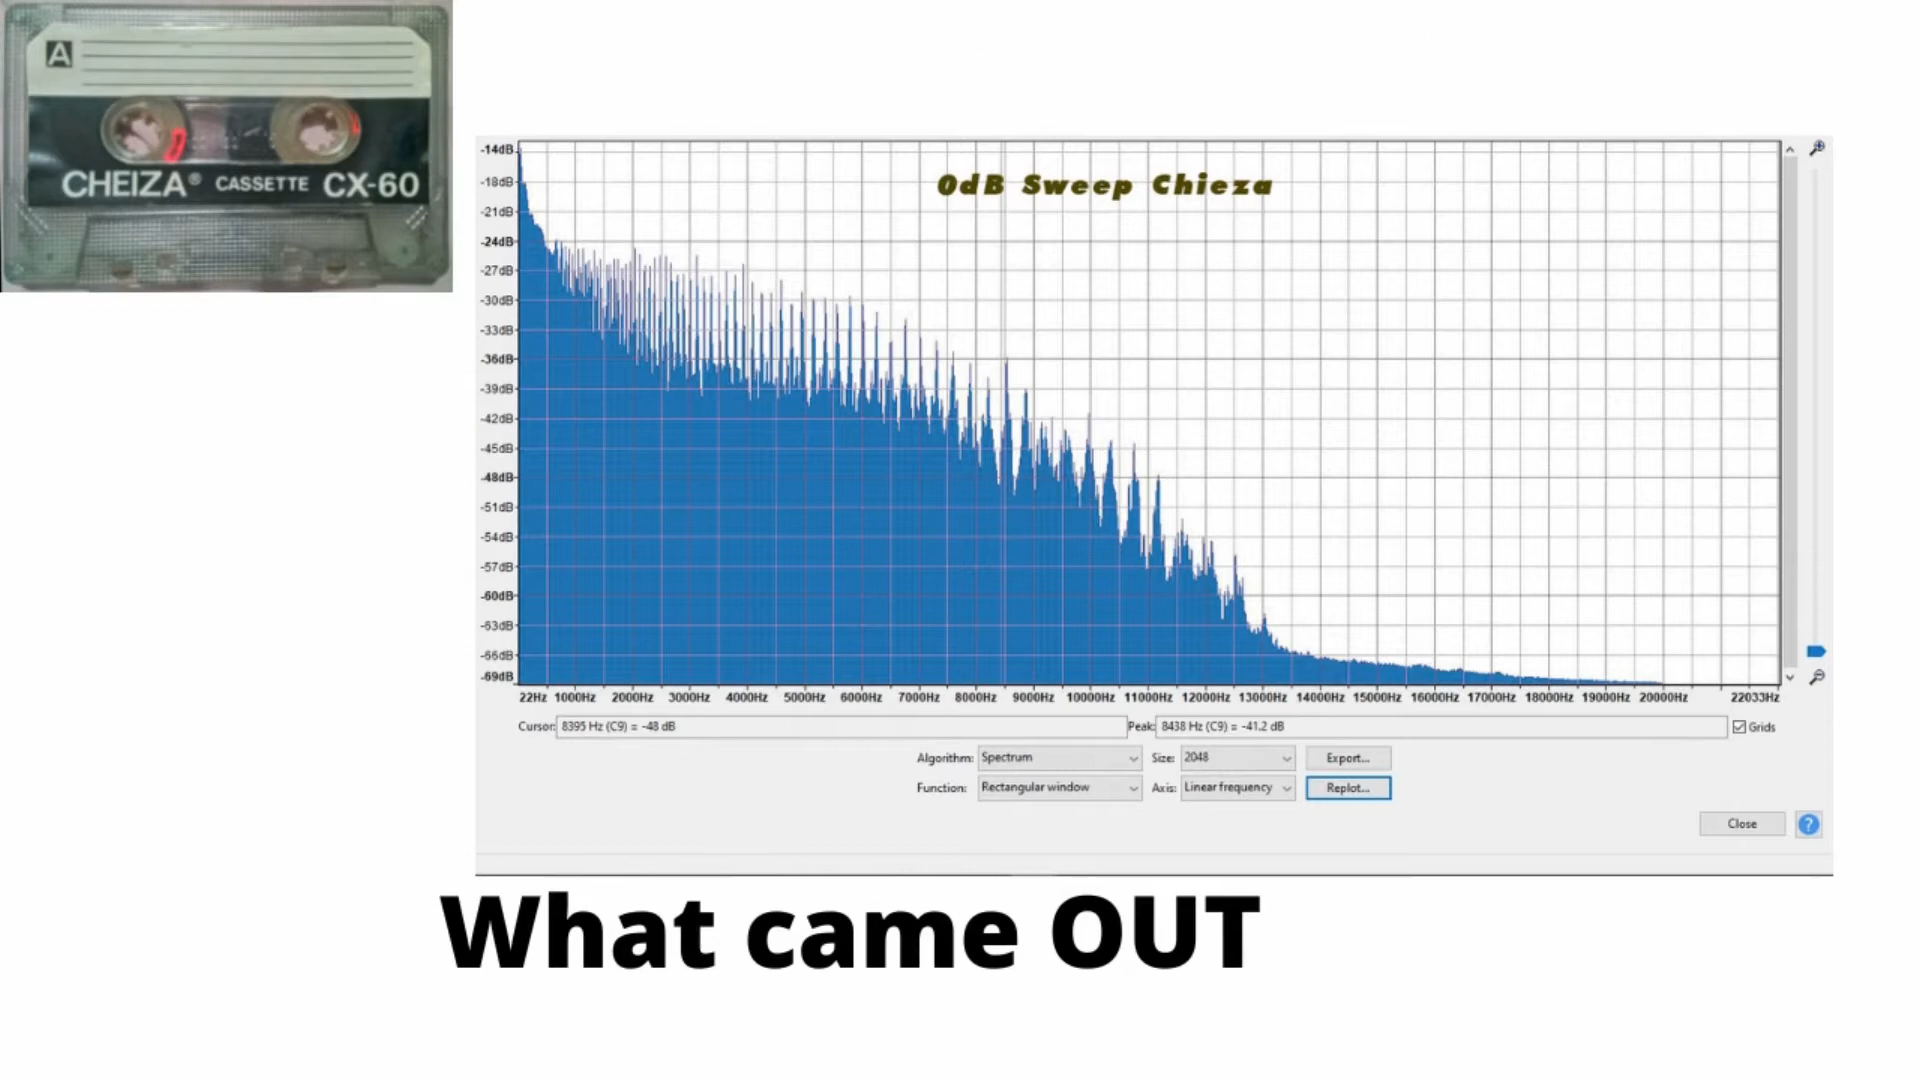 A
CHEIZA® CASSETTE CX-60
0dB Sweep Chieza
-14dB
-18dB
-21dB
-24dB
-27dB
-30dB
-33dB
-36dB
-39dB
-42dB
-45dB
-48dB
-51dB
-54dB
-57dB
-60dB
-63dB
-66dB
-69dB
22Hz 1000Hz 2000Hz 3000Hz 4000Hz 5000Hz 6000Hz 7000Hz 8000Hz 9000Hz 10000Hz 11000Hz 12000Hz 13000Hz 14000Hz 15000Hz 16000Hz 17000Hz 18000Hz 19000Hz 20000Hz 22033Hz
Cursor: 8395 Hz (C9) = -48 dB Peak: 8438 Hz (C9) = -41.2 dB Grids
Algorithm: Spectrum Size: 2048 Export...
Function: Rectangular window Axis: Linear frequency Replot...
Close ?
What came OUT